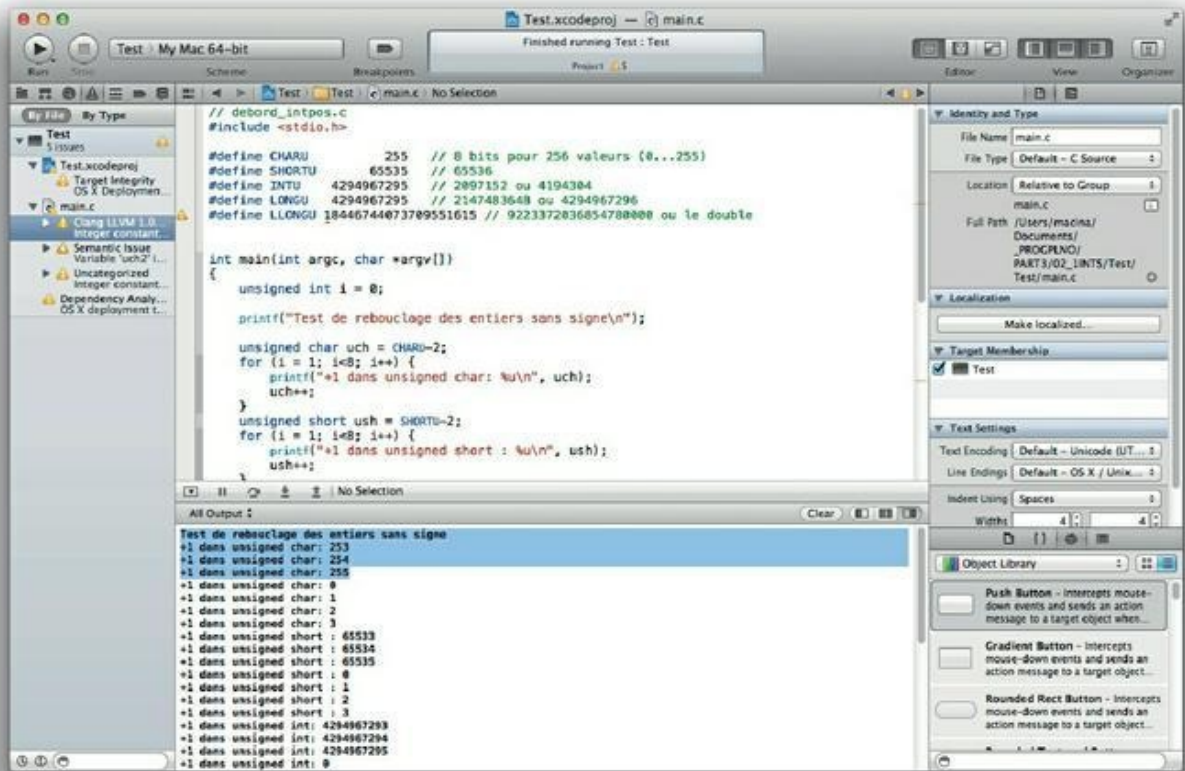 Test.xcodeproj — main.c
Run
Stop
Test
My Mac 64-bit
Scheme
Breakpoints
Finished running Test : Test
Project 5
Editor
View
Organizer
By File
By Type
Test
5 issues
Test.xcodeproj
Target Integrity
OS X Deploymen...
main.c
Clang LLVM 1.0...
Integer constant...
Semantic Issue
Variable 'uch2' i...
Uncategorized
Integer constant...
Dependency Analy...
OS X deployment t...
Test
Test
main.c
No Selection
// debord_intpos.c
#include <stdio.h>
#define CHARU 255 // 8 bits pour 256 valeurs (0...255)
#define SHORTU 65535 // 65536
#define INTU 4294967295 // 2097152 ou 4194304
#define LONGU 4294967295 // 2147483648 ou 4294967296
#define LLONGU 18446744073709551615 // 9223372036854780000 ou le double
int main(int argc, char *argv[])
{
unsigned int i = 0;
printf("Test de rebouclage des entiers sans signe\n");
unsigned char uch = CHARU-2;
for (i = 1; i<8; i++) {
printf("+1 dans unsigned char: %u\n", uch);
uch++;
}
unsigned short ush = SHORTU-2;
for (i = 1; i<8; i++) {
printf("+1 dans unsigned short : %u\n", ush);
ush++;
}
No Selection
All Output
Clear
Test de rebouclage des entiers sans signe
+1 dans unsigned char: 253
+1 dans unsigned char: 254
+1 dans unsigned char: 255
+1 dans unsigned char: 0
+1 dans unsigned char: 1
+1 dans unsigned char: 2
+1 dans unsigned char: 3
+1 dans unsigned short : 65533
+1 dans unsigned short : 65534
+1 dans unsigned short : 65535
+1 dans unsigned short : 0
+1 dans unsigned short : 1
+1 dans unsigned short : 2
+1 dans unsigned short : 3
+1 dans unsigned int: 4294967293
+1 dans unsigned int: 4294967294
+1 dans unsigned int: 4294967295
+1 dans unsigned int: 0
Identity and Type
File Name main.c
File Type Default - C Source
Location Relative to Group
main.c
Full Path /Users/macina/
Documents/
_PROGPLNO/
PART3/02_1INTS/Test/
Test/main.c
Localization
Make localized...
Target Membership
Test
Text Settings
Text Encoding Default - Unicode (UT...
Line Endings Default - OS X / Unix...
Indent Using Spaces
Widths 4 4
Object Library
Push Button - Intercepts mouse-
down events and sends an action
message to a target object when...
Gradient Button - Intercepts
mouse-down events and sends an
action message to a target object...
Rounded Rect Button - Intercepts
mouse-down events and sends an
action message to a target object...